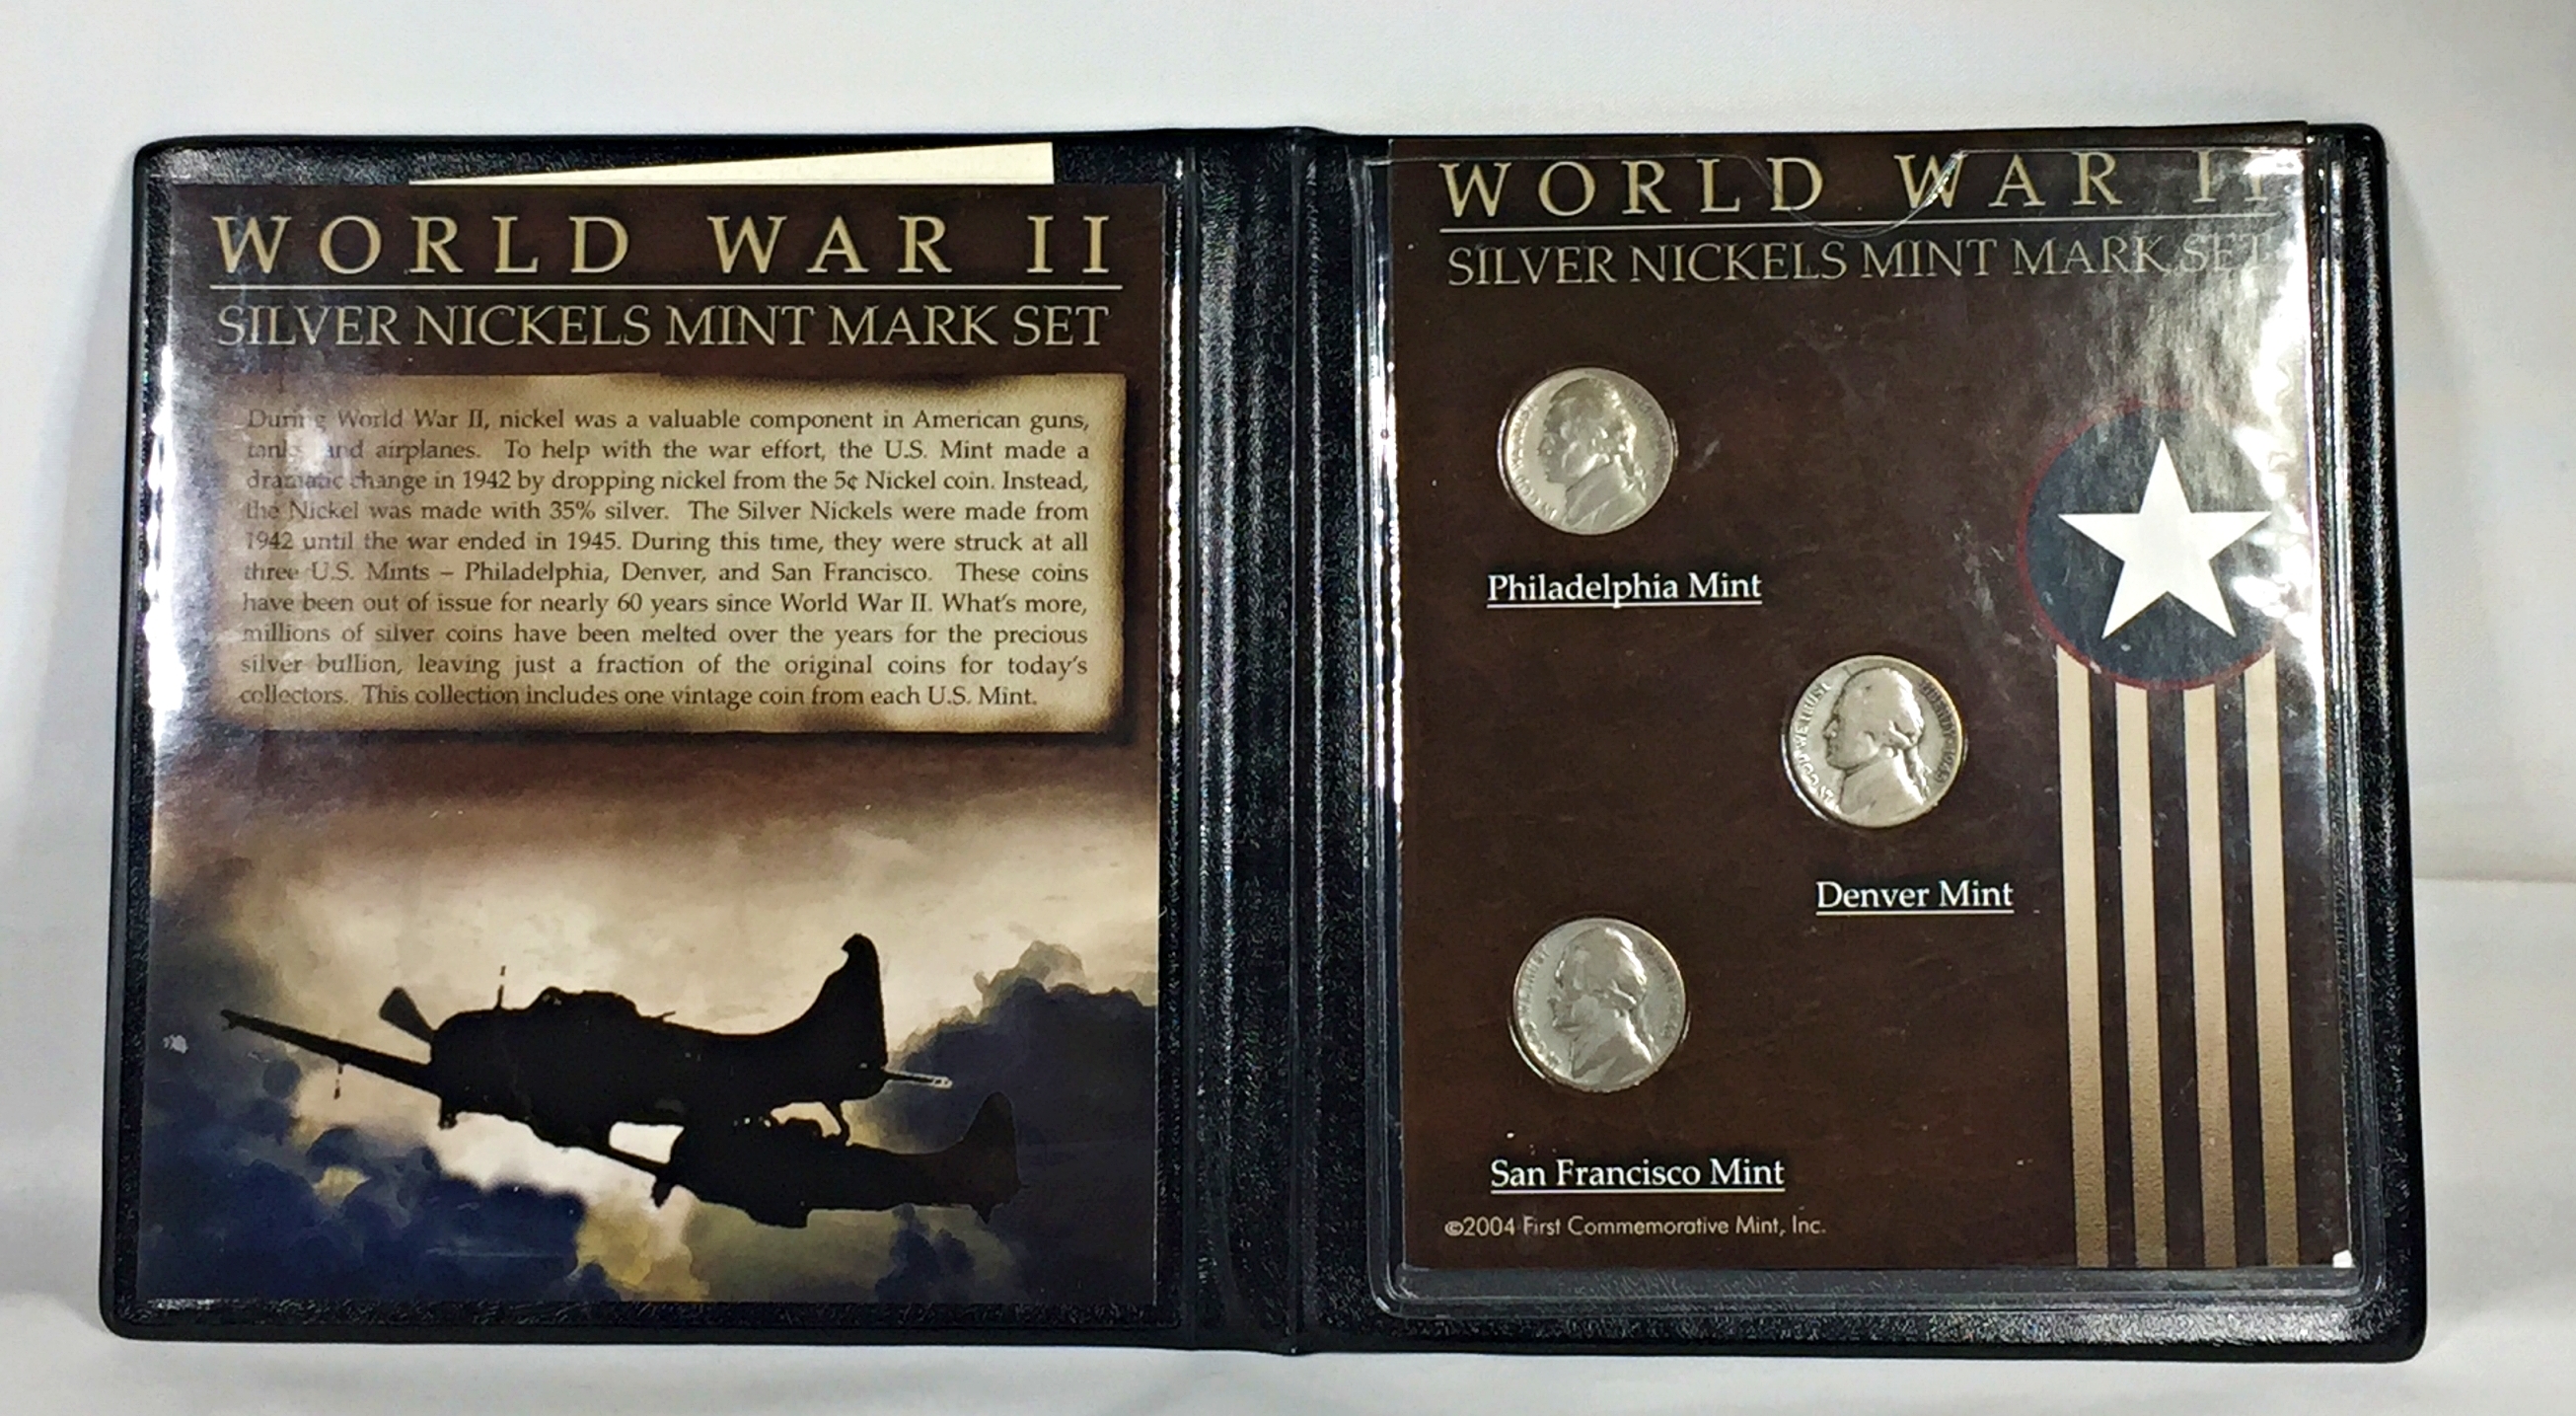 WORLD WAR II
SILVER NICKELS MINT MARK SET
During World War II, nickel was a valuable component in American guns,
tanks and airplanes. To help with the war effort, the U.S. Mint made a
dramatic change in 1942 by dropping nickel from the 5¢ Nickel coin. Instead,
the Nickel was made with 35% silver. The Silver Nickels were made from
1942 until the war ended in 1945. During this time, they were struck at all
three U.S. Mints – Philadelphia, Denver, and San Francisco. These coins
have been out of issue for nearly 60 years since World War II. What's more,
millions of silver coins have been melted over the years for the precious
silver bullion, leaving just a fraction of the original coins for today's
collectors. This collection includes one vintage coin from each U.S. Mint.
WORLD WAR II
SILVER NICKELS MINT MARK SET
Philadelphia Mint
IN GOD WE TRUST
Denver Mint
San Francisco Mint
©2004 First Commemorative Mint, Inc.